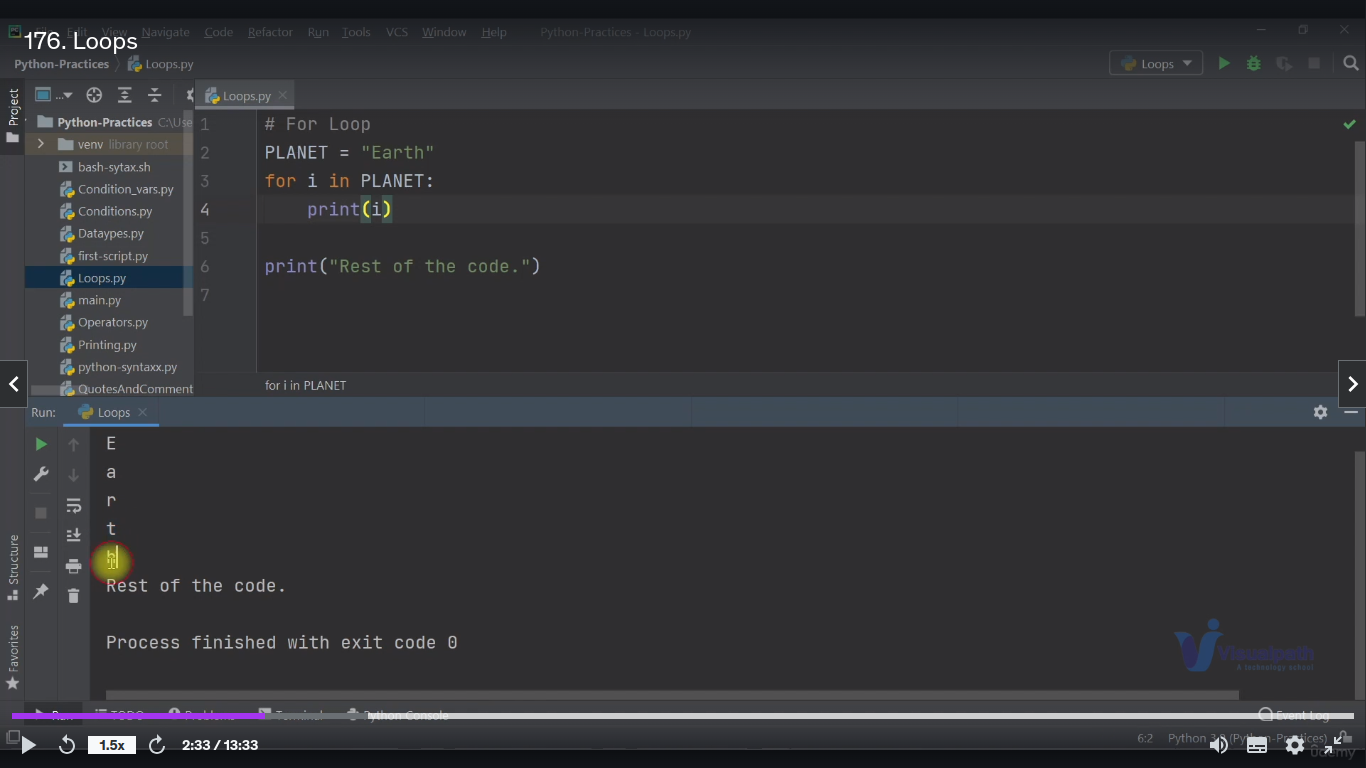 176. Loops
View Navigate Code Refactor Run Tools VCS Window Help Python-Practices - Loops.py
Python-Practices Loops.py
Loops
Project
Loops.py
Python-Practices C:\Use
venv library root
bash-sytax.sh
Condition_vars.py
Conditions.py
Dataypes.py
first-script.py
Loops.py
main.py
Operators.py
Printing.py
python-syntaxx.py
QuotesAndComment
1 # For Loop
2 PLANET = "Earth"
3 for i in PLANET:
4 print(i)
5
6 print("Rest of the code.")
7
for i in PLANET
Run: Loops
E
a
r
t
h
Rest of the code.
Process finished with exit code 0
Structure
Favorites
Visualpath
A technology school
Run TODO Problems Terminal Python Console Event Log
1.5x 2:33 / 13:33
6:2 Python
udemy